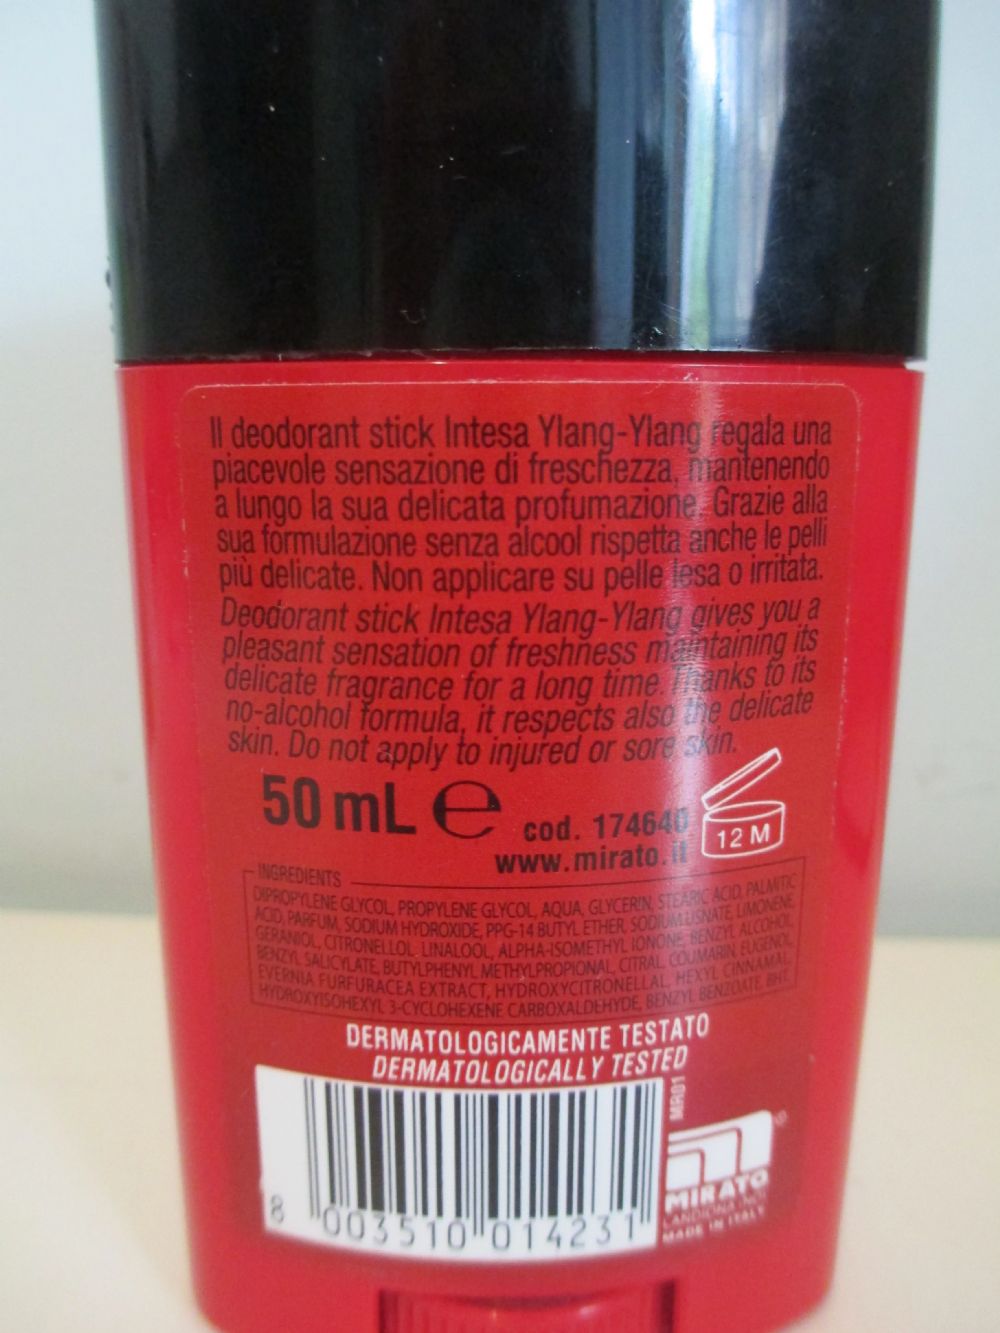 Il deodorant stick Intesa Ylang-Ylang regala una
piacevole sensazione di freschezza, mantenendo
a lungo la sua delicata profumazione. Grazie alla
sua formulazione senza alcool rispetta anche le pelli
più delicate. Non applicare su pelle lesa o irritata.
Deodorant stick Intesa Ylang-Ylang gives you a
pleasant sensation of freshness maintaining its
delicate fragrance for a long time. Thanks to its
no-alcohol formula, it respects also the delicate
skin. Do not apply to injured or sore skin.
50 mL e
cod. 174640
www.mirato.it
12 M
INGREDIENTS
DIPROPYLENE GLYCOL, PROPYLENE GLYCOL, AQUA, GLYCERIN, STEARIC ACID, PALMITIC
ACID, PARFUM, SODIUM HYDROXIDE, PPG-14 BUTYL ETHER, SODIUM USNATE, LIMONENE,
GERANIOL, CITRONELLOL, LINALOOL, ALPHA-ISOMETHYL IONONE, BENZYL ALCOHOL,
BENZYL SALICYLATE, BUTYLPHENYL METHYLPROPIONAL, CITRAL, COUMARIN, EUGENOL,
EVERNIA FURFURACEA EXTRACT, HYDROXYCITRONELLAL, HEXYL CINNAMAL,
HYDROXYISOHEXYL 3-CYCLOHEXENE CARBOXALDEHYDE, BENZYL BENZOATE, BHT.
DERMATOLOGICAMENTE TESTATO
DERMATOLOGICALLY TESTED
MR01
8 003510 014231
MIRATO
LANDIONA (NO)
MADE IN ITALY